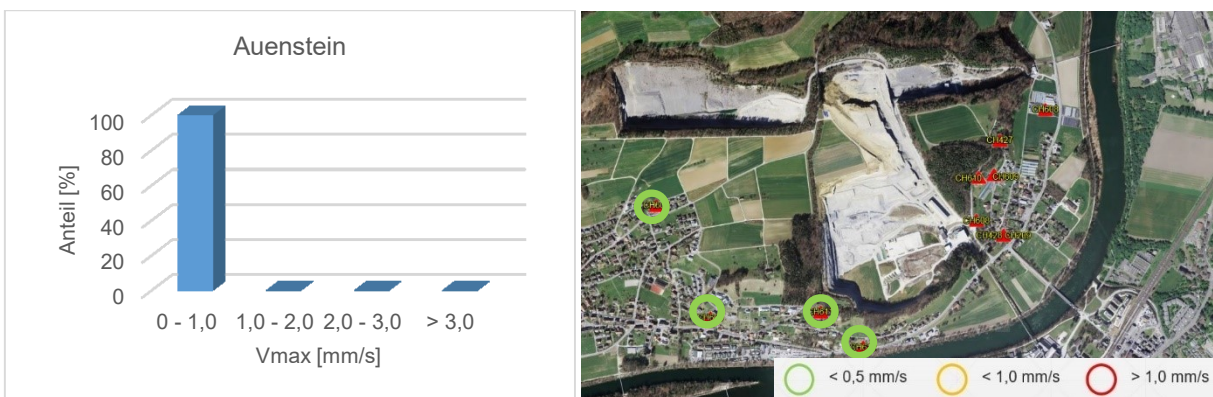 Auenstein
Anteil [%]
100
80
60
40
20
0
0 - 1,0
1,0 - 2,0
2,0 - 3,0
> 3,0
Vmax [mm/s]
CH427
< 0,5 mm/s
< 1,0 mm/s
> 1,0 mm/s